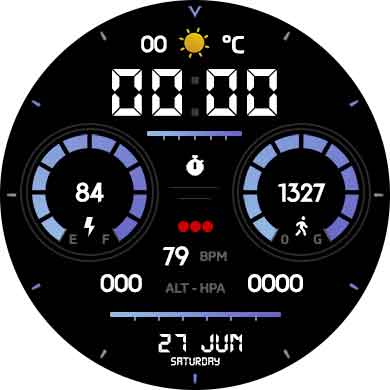 00 °C
00:00
84 1327
E F O G
79 BPM
000 ALT - HPA 0000
27 JUN
SATURDAY